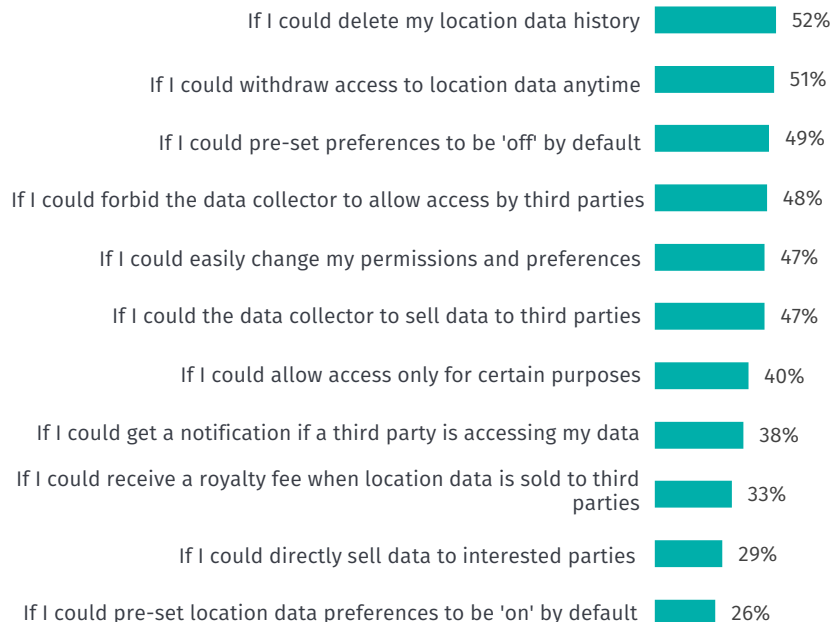 If I could delete my location data history 52%
If I could withdraw access to location data anytime 51%
If I could pre-set preferences to be 'off' by default 49%
If I could forbid the data collector to allow access by third parties 48%
If I could easily change my permissions and preferences 47%
If I could the data collector to sell data to third parties 47%
If I could allow access only for certain purposes 40%
If I could get a notification if a third party is accessing my data 38%
If I could receive a royalty fee when location data is sold to third
parties 33%
If I could directly sell data to interested parties 29%
If I could pre-set location data preferences to be 'on' by default 26%